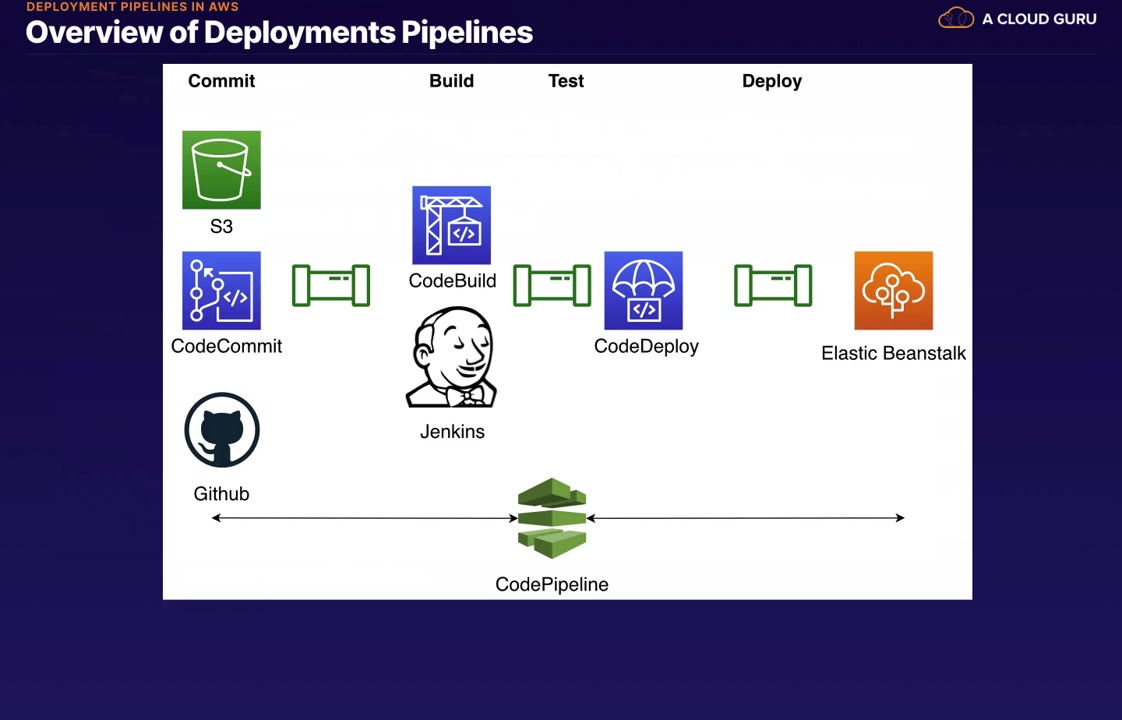 DEPLOYMENT PIPELINES IN AWS
Overview of Deployments Pipelines
A CLOUD GURU
Commit
Build
Test
Deploy
S3
CodeBuild
CodeCommit
CodeDeploy
Elastic Beanstalk
Jenkins
Github
CodePipeline